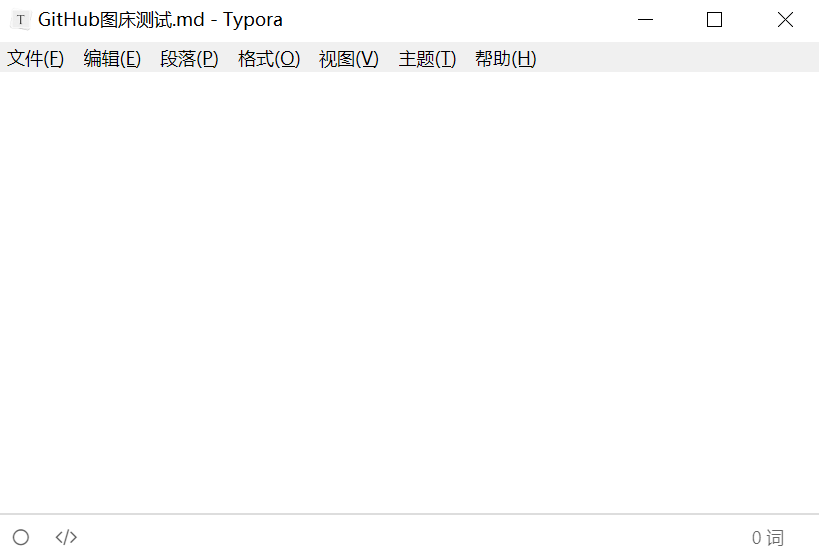 T GitHub图床测试.md - Typora
文件(F) 编辑(E) 段落(P) 格式(O) 视图(V) 主题(T) 帮助(H)
</> 0 词